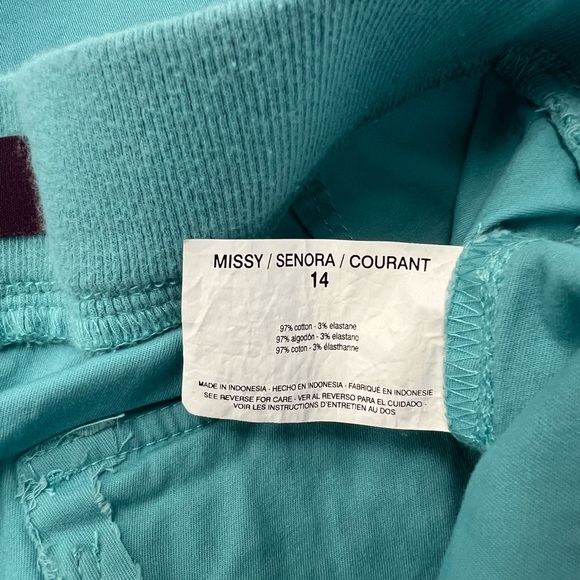 MISSY / SENORA / COURANT
14
97% cotton - 3% elastane
97% algodón - 3% elastano
97% coton - 3% élasthanne
MADE IN INDONESIA - HECHO EN INDONESIA - FABRIQUÉ EN INDONESIE
SEE REVERSE FOR CARE - VER AL REVERSO PARA EL CUIDADO -
VOIR LES INSTRUCTIONS D'ENTRETIEN AU DOS